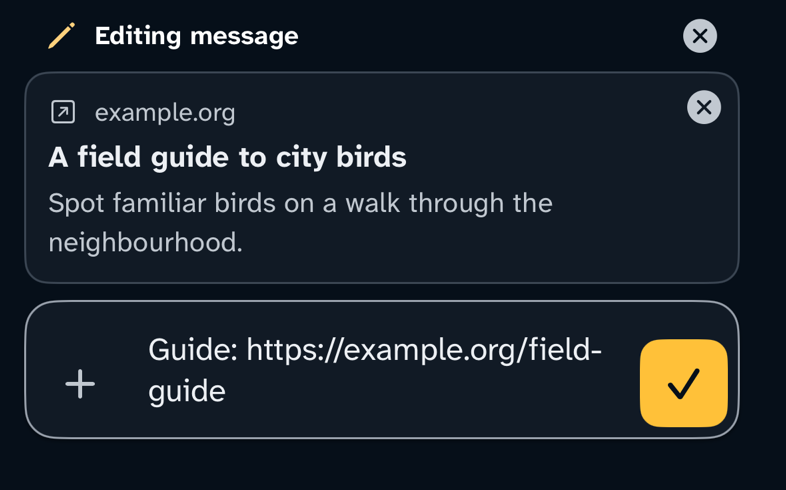 Editing message
example.org
A field guide to city birds
Spot familiar birds on a walk through the
neighbourhood.
Guide: https://example.org/field-
guide